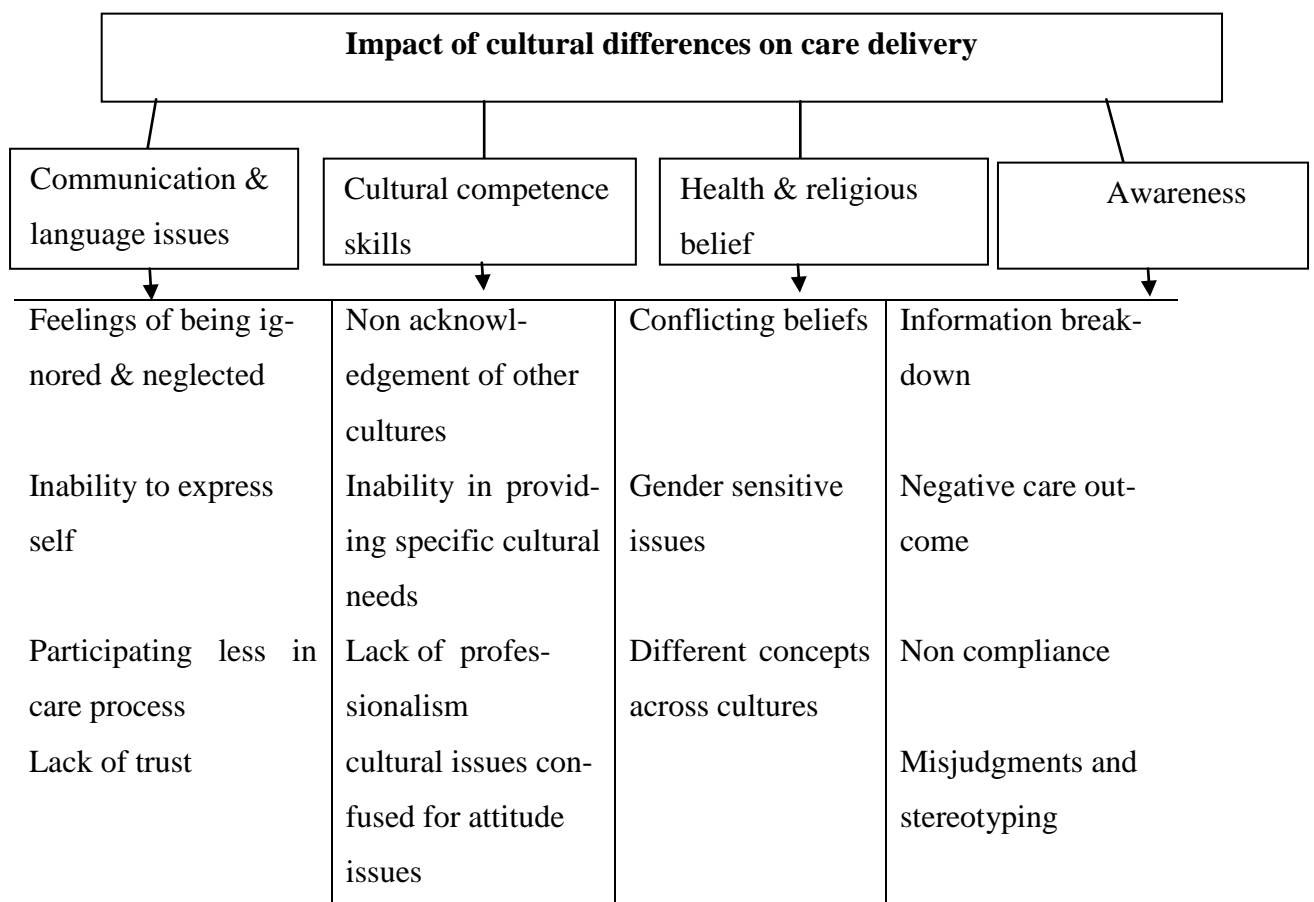 Impact of cultural differences on care delivery
Communication &
language issues
Cultural competence
skills
Health & religious
belief
Awareness
Feelings of being ig-
nored & neglected
Inability to express
self
Participating less in
care process
Lack of trust
Non acknowl-
edgement of other
cultures
Inability in provid-
ing specific cultural
needs
Lack of profes-
sionalism
cultural issues con-
fused for attitude
issues
Conflicting beliefs
Gender sensitive
issues
Different concepts
across cultures
Information break-
down
Negative care out-
come
Non compliance
Misjudgments and
stereotyping